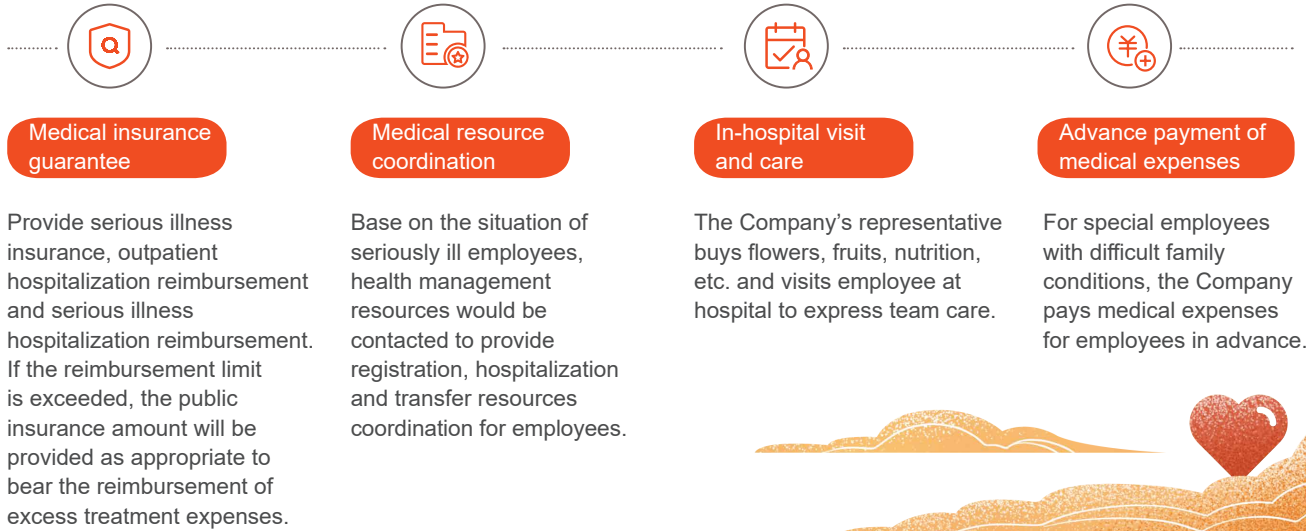 Medical insurance
guarantee
Provide serious illness
insurance, outpatient
hospitalization reimbursement
and serious illness
hospitalization reimbursement.
If the reimbursement limit
is exceeded, the public
insurance amount will be
provided as appropriate to
bear the reimbursement of
excess treatment expenses.
Medical resource
coordination
Base on the situation of
seriously ill employees,
health management
resources would be
contacted to provide
registration, hospitalization
and transfer resources
coordination for employees.
In-hospital visit
and care
The Company’s representative
buys flowers, fruits, nutrition,
etc. and visits employee at
hospital to express team care.
¥
Advance payment of
medical expenses
For special employees
with difficult family
conditions, the Company
pays medical expenses
for employees in advance.